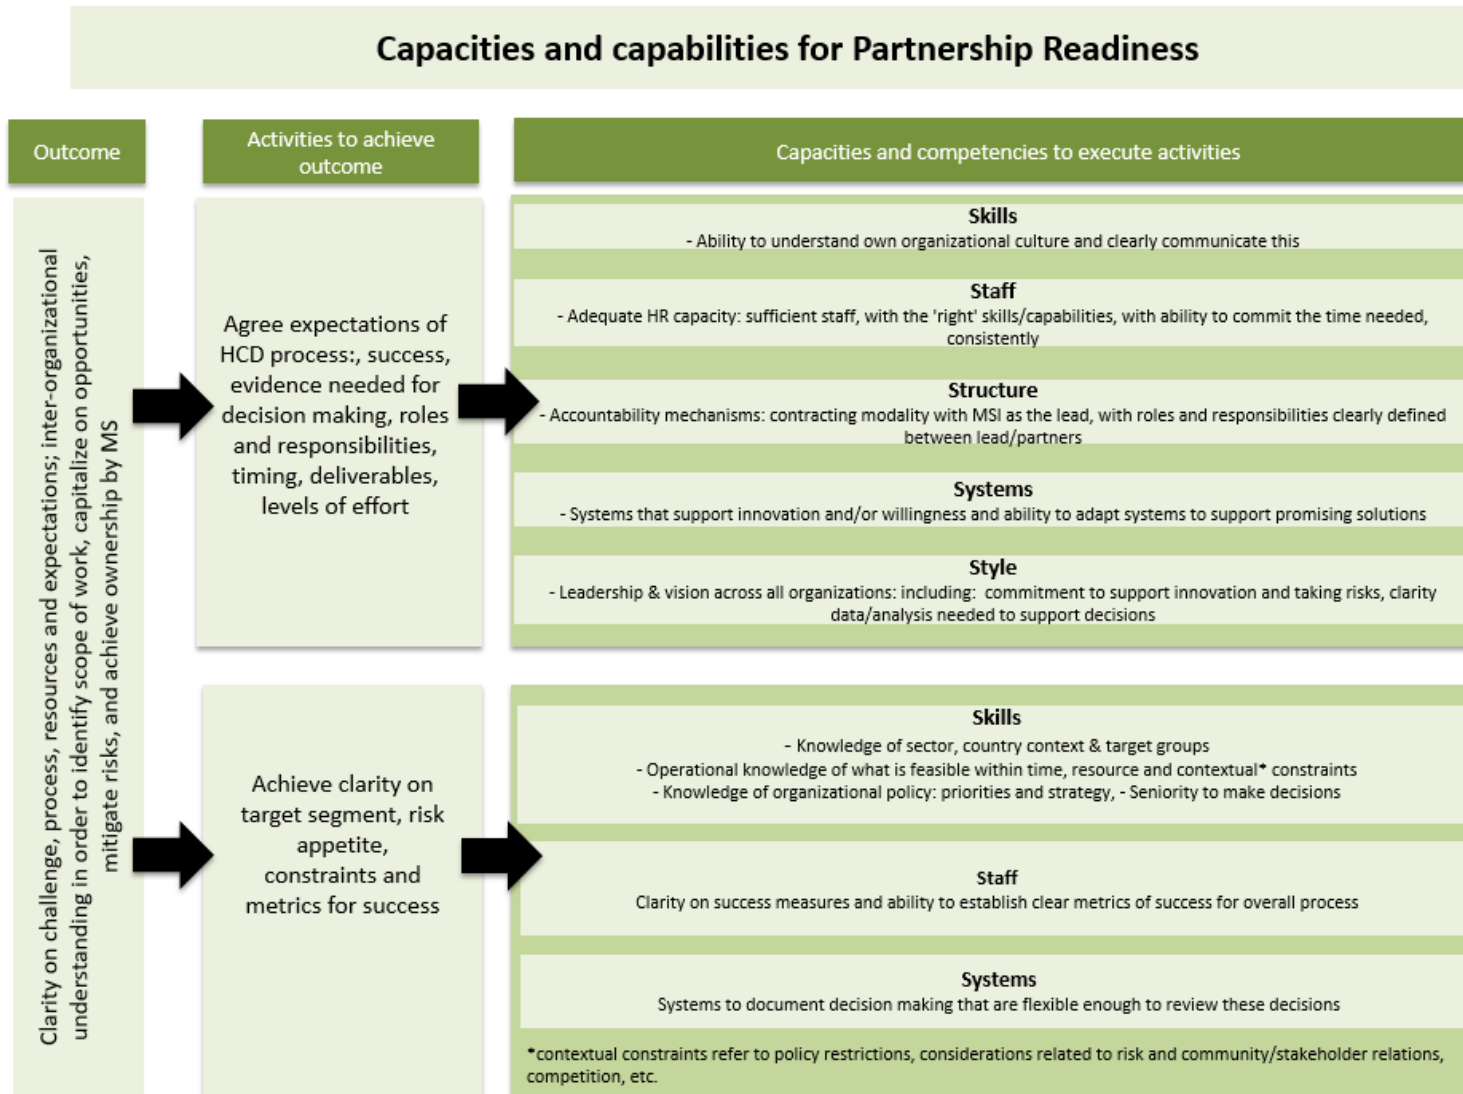 Capacities and capabilities for Partnership Readiness
Outcome
Activities to achieve
outcome
Capacities and competencies to execute activities
Clarity on challenge, process, resources and expectations; inter-organizational
understanding in order to identify scope of work, capitalize on opportunities,
mitigate risks, and achieve ownership by MS
Agree expectations of
HCD process:, success,
evidence needed for
decision making, roles
and responsibilities,
timing, deliverables,
levels of effort
Skills
- Ability to understand own organizational culture and clearly communicate this
Staff
- Adequate HR capacity: sufficient staff, with the 'right' skills/capabilities, with ability to commit the time needed,
consistently
Structure
- Accountability mechanisms: contracting modality with MSI as the lead, with roles and responsibilities clearly defined
between lead/partners
Systems
- Systems that support innovation and/or willingness and ability to adapt systems to support promising solutions
Style
- Leadership & vision across all organizations: including: commitment to support innovation and taking risks, clarity
data/analysis needed to support decisions
Achieve clarity on
target segment, risk
appetite,
constraints and
metrics for success
Skills
- Knowledge of sector, country context & target groups
- Operational knowledge of what is feasible within time, resource and contextual* constraints
- Knowledge of organizational policy: priorities and strategy, - Seniority to make decisions
Staff
Clarity on success measures and ability to establish clear metrics of success for overall process
Systems
Systems to document decision making that are flexible enough to review these decisions
*contextual constraints refer to policy restrictions, considerations related to risk and community/stakeholder relations,
competition, etc.